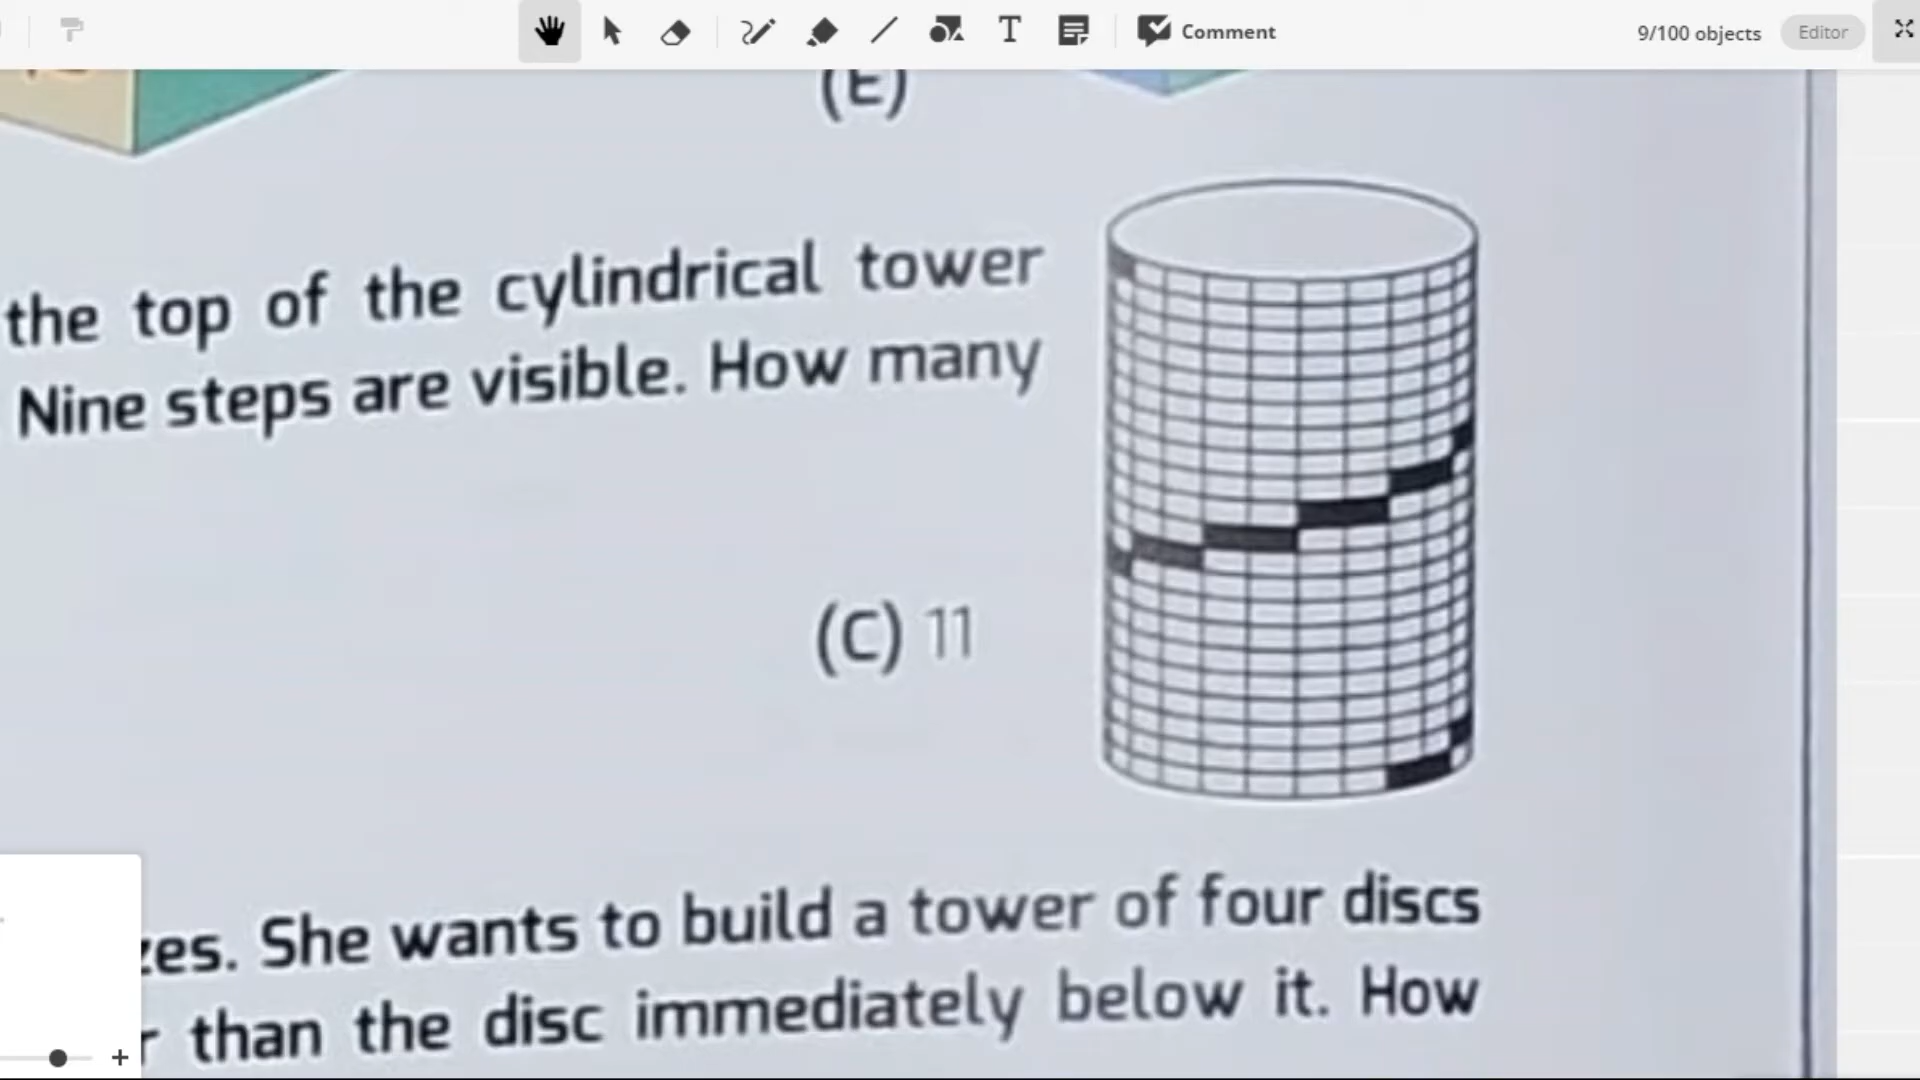 T
Comment
9/100 objects
Editor
(E)
the top of the cylindrical tower
Nine steps are visible. How many
(C) 11
zes. She wants to build a tower of four discs
than the disc immediately below it. How
+